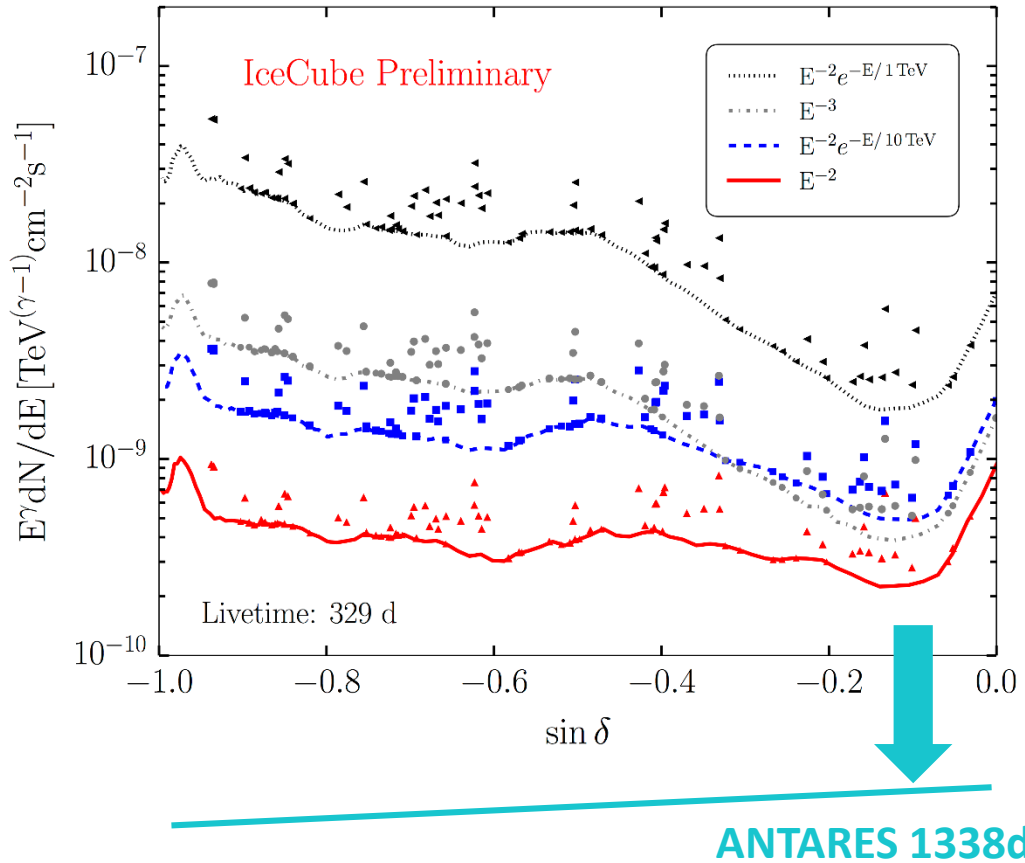 10⁻⁷
10⁻⁸
10⁻⁹
10⁻¹⁰
E^γ dN/dE [TeV^(γ−1) cm⁻² s⁻¹]
IceCube Preliminary
E⁻²e^(−E/1 TeV)
E⁻³
E⁻²e^(−E/10 TeV)
E⁻²
Livetime: 329 d
−1.0 −0.8 −0.6 −0.4 −0.2 0.0
sin δ
ANTARES 1338d